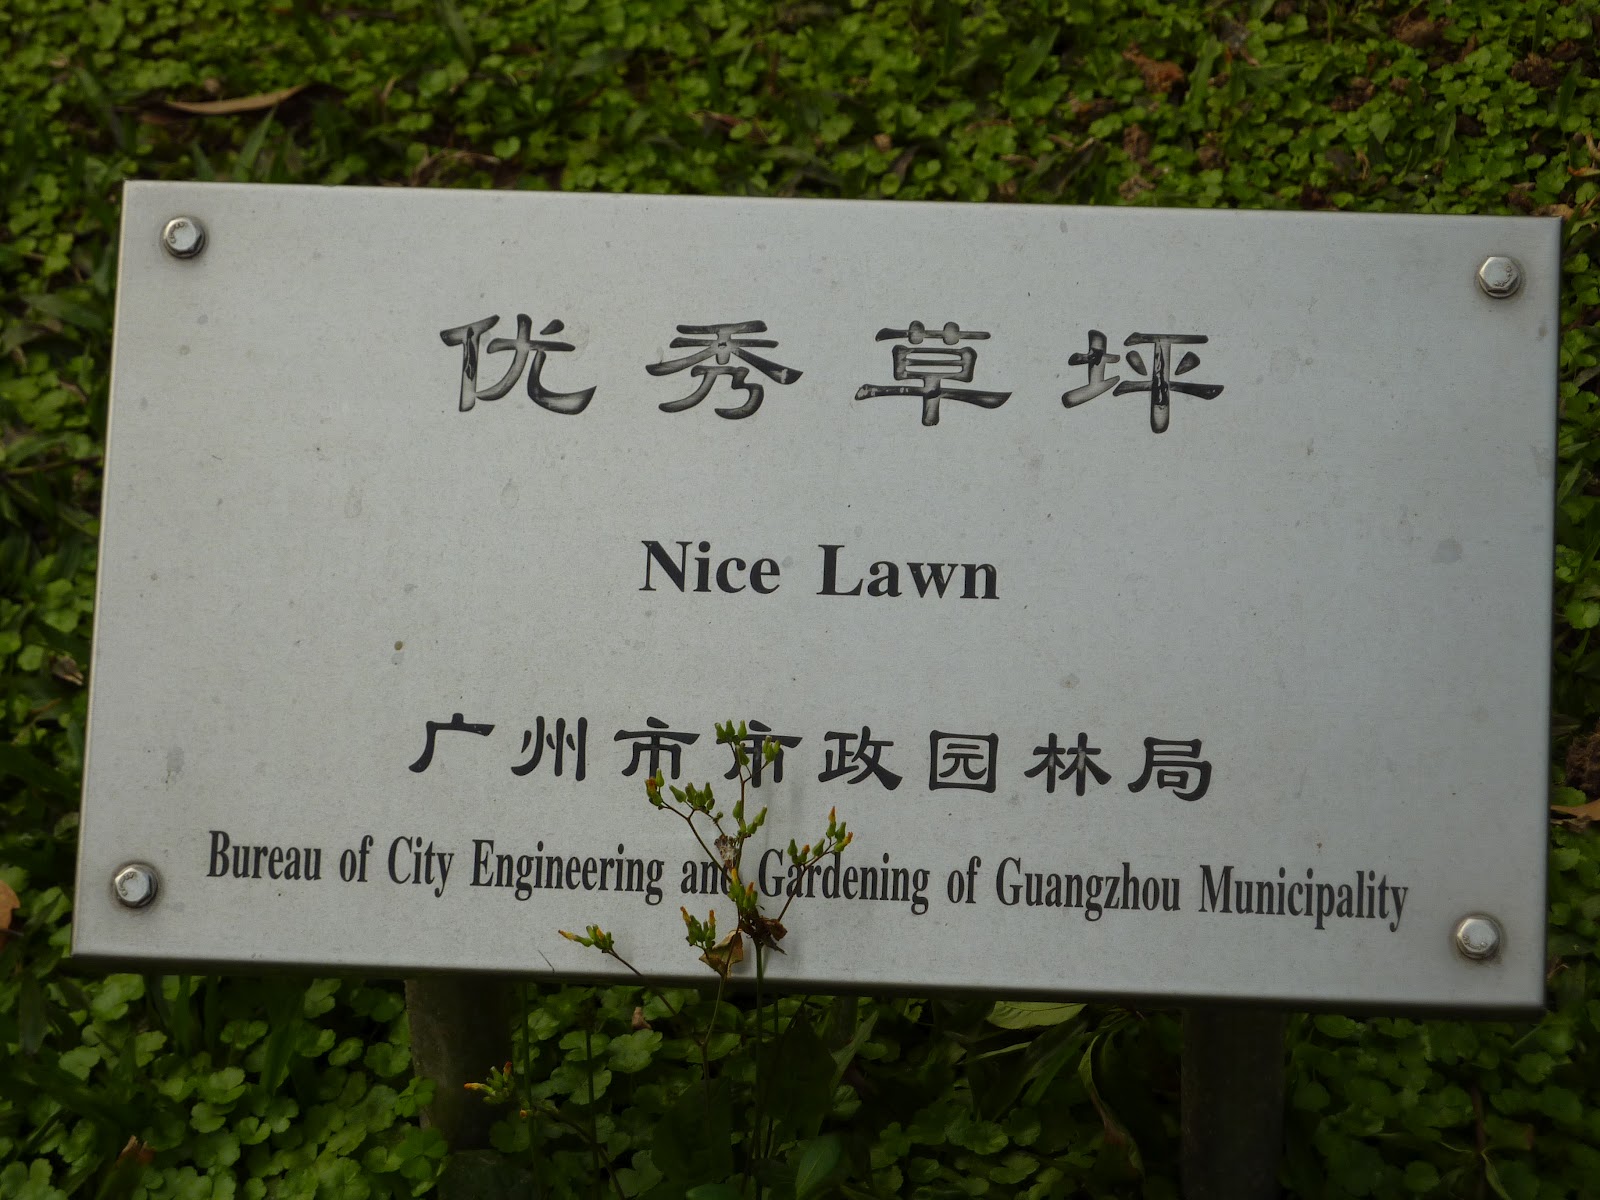 优秀草坪
Nice Lawn
广州市市政园林局
Bureau of City Engineering and Gardening of Guangzhou Municipality